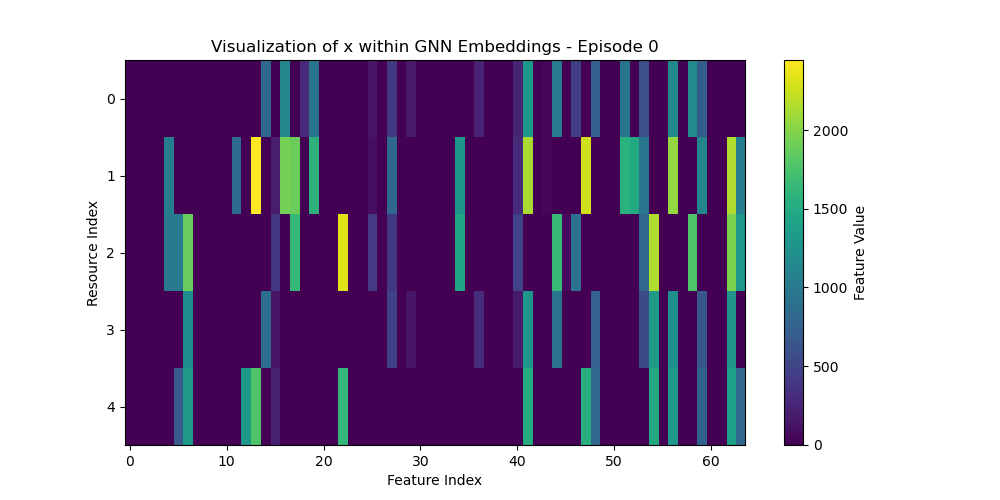 Visualization of x within GNN Embeddings - Episode 0
Resource Index
0
1
2
3
4
0 10 20 30 40 50 60
Feature Index
2000
1500
1000
500
0
Feature Value